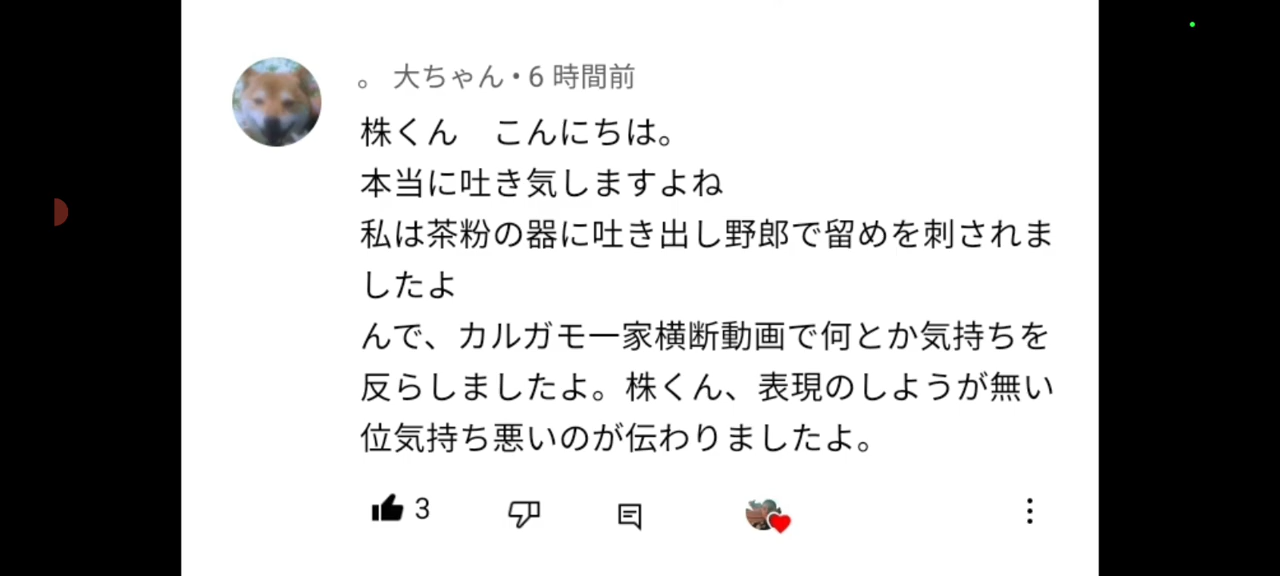 。 大ちゃん • 6 時間前
株くん　こんにちは。
本当に吐き気しますよね
私は茶粉の器に吐き出し野郎で留めを刺されま
したよ
んで、カルガモ一家横断動画で何とか気持ちを
反らしましたよ。株くん、表現のしようが無い
位気持ち悪いのが伝わりましたよ。
3